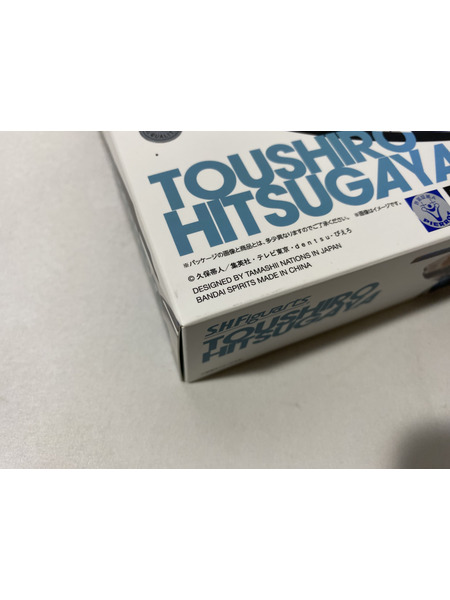 TOUSHIRO
HITSUGAYA
※パッケージの画像と商品とは、多少異なりますのでご了承ください。 ※画像はイメージです。
© 久保帯人／集英社・テレビ東京・dentsu・ぴえろ
DESIGNED BY TAMASHII NATIONS IN JAPAN
BANDAI SPIRITS MADE IN CHINA
S.H.Figuarts
TOUSHIRO
HITSUGAYA